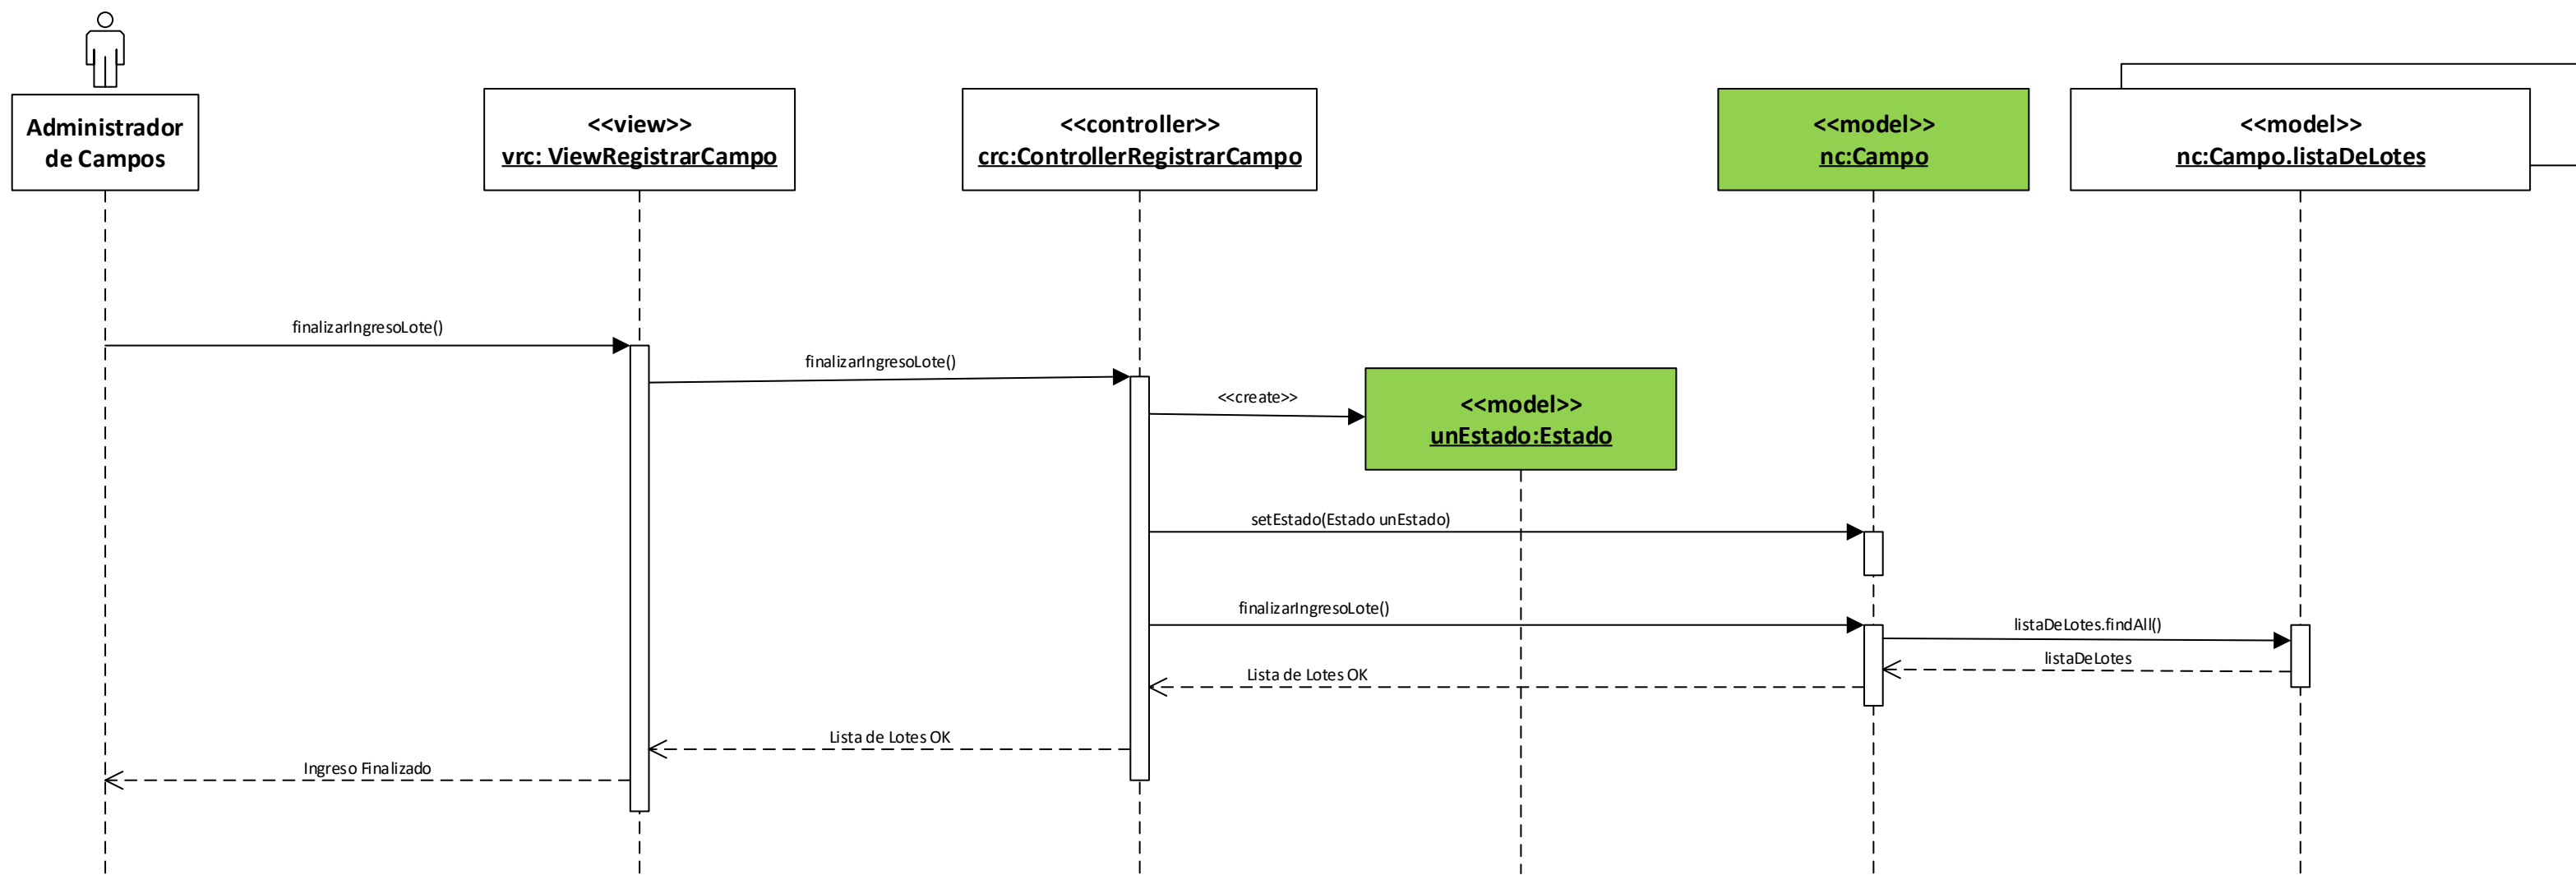 Administrador
de Campos
<<view>>
vrc: ViewRegistrarCampo
<<controller>>
crc:ControllerRegistrarCampo
<<model>>
nc:Campo
<<model>>
nc:Campo.listaDeLotes
finalizarIngresoLote()
finalizarIngresoLote()
<<create>>
<<model>>
unEstado:Estado
setEstado(Estado unEstado)
finalizarIngresoLote()
listaDeLotes.findAll()
listaDeLotes
Lista de Lotes OK
Lista de Lotes OK
Ingreso Finalizado